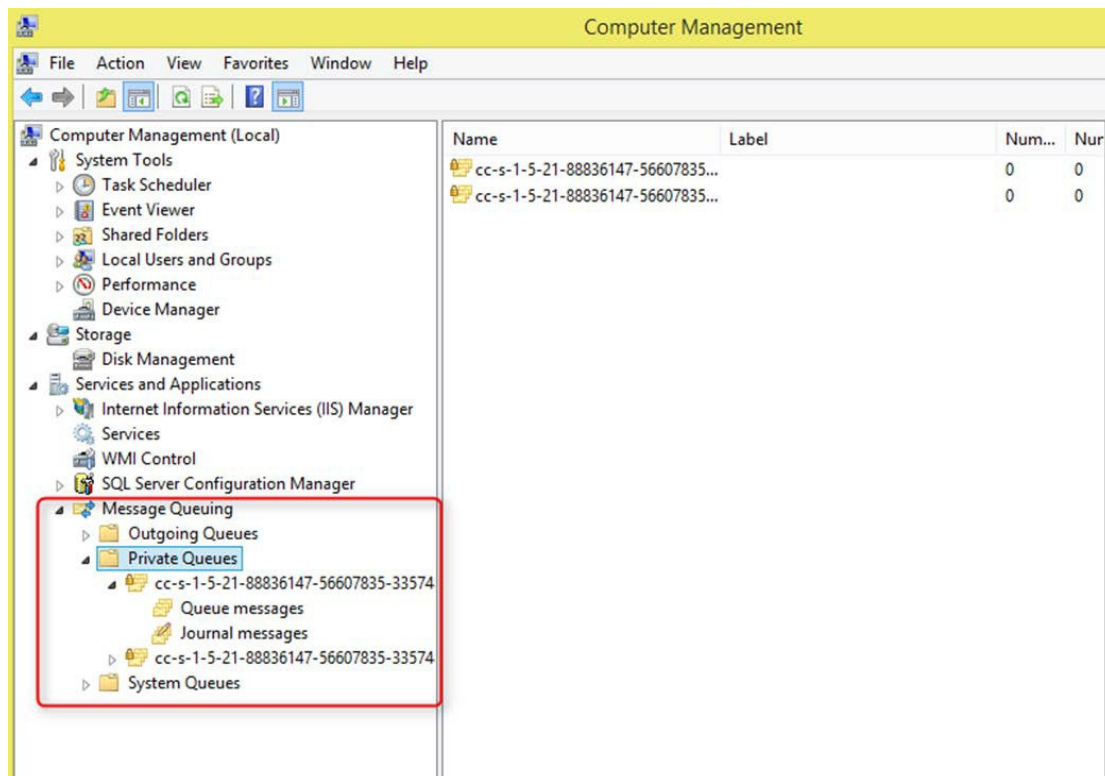 Computer Management
File Action View Favorites Window Help
Computer Management (Local)
System Tools
Task Scheduler
Event Viewer
Shared Folders
Local Users and Groups
Performance
Device Manager
Storage
Disk Management
Services and Applications
Internet Information Services (IIS) Manager
Services
WMI Control
SQL Server Configuration Manager
Message Queuing
Outgoing Queues
Private Queues
cc-s-1-5-21-88836147-56607835-33574
Queue messages
Journal messages
cc-s-1-5-21-88836147-56607835-33574
System Queues
Name Label Num... Nur
cc-s-1-5-21-88836147-56607835... 0 0
cc-s-1-5-21-88836147-56607835... 0 0